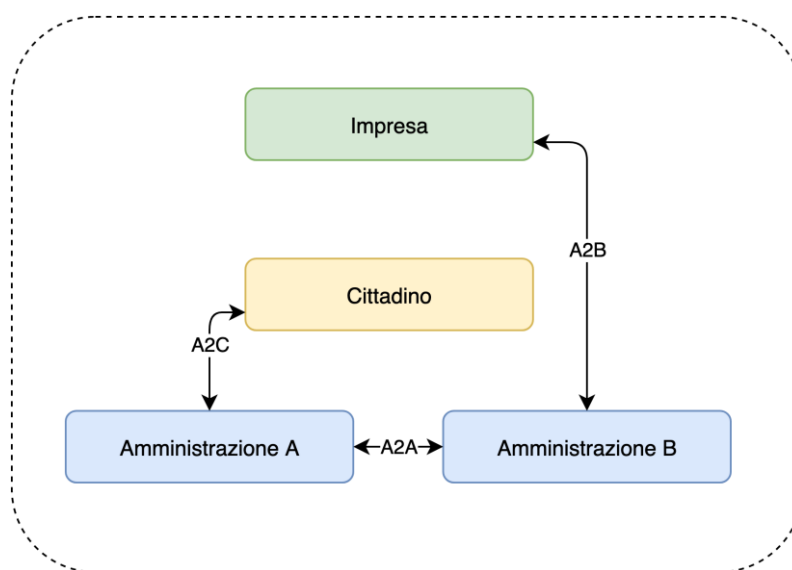 Impresa
A2B
Cittadino
A2C
Amministrazione A
A2A
Amministrazione B